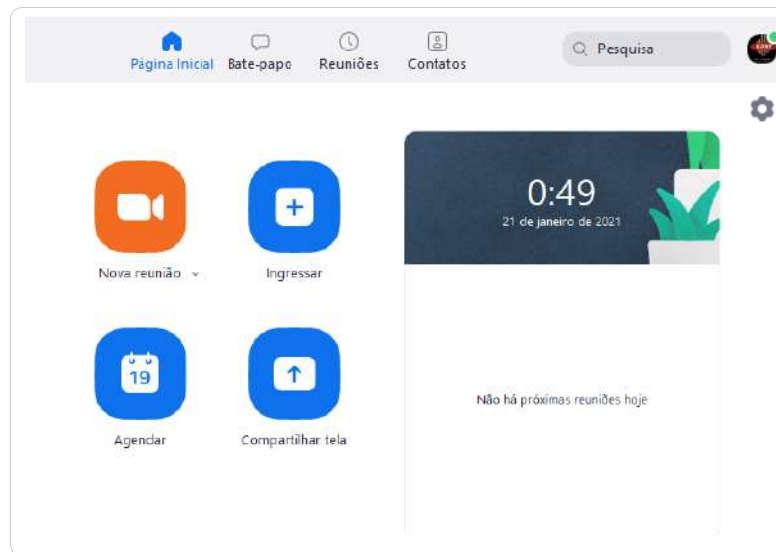 Página Inicial Bate-papo Reuniões Contatos Pesquisa
0:49
21 de janeiro de 2021
Nova reunião Ingressar
19
Agendar Compartilhar tela
Não há próximas reuniões hoje